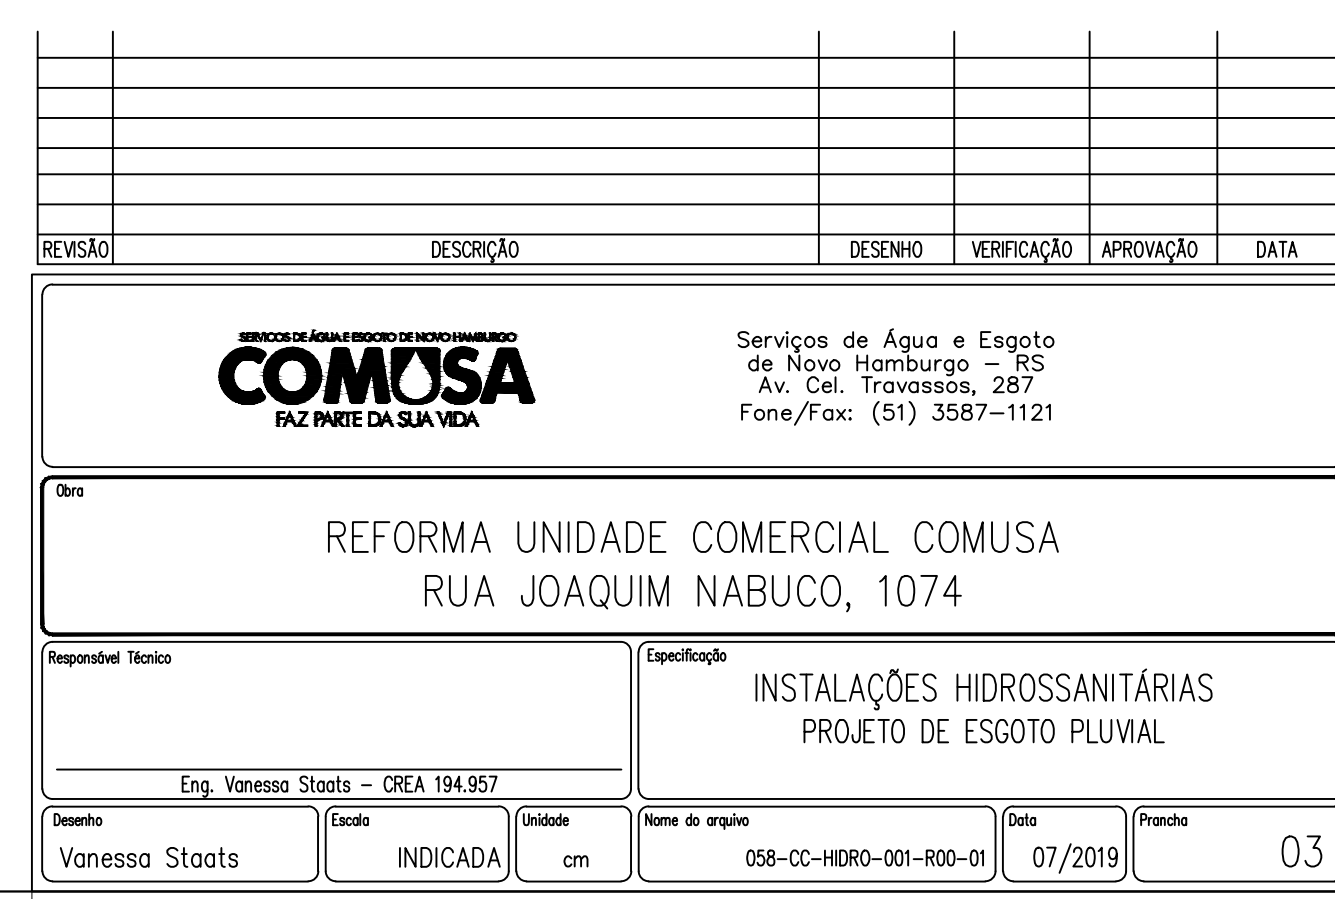 REVISÃO DESCRIÇÃO DESENHO VERIFICAÇÃO APROVAÇÃO DATA
SERVICOS DE ÁGUA E ESGOTO DE NOVO HAMBURGO
COMUSA
FAZ PARTE DA SUA VIDA
Serviços de Água e Esgoto
de Novo Hamburgo – RS
Av. Cel. Travassos, 287
Fone/Fax: (51) 3587–1121
Obra
REFORMA UNIDADE COMERCIAL COMUSA
RUA JOAQUIM NABUCO, 1074
Responsável Técnico
Eng. Vanessa Staats – CREA 194.957
Especificação
INSTALAÇÕES HIDROSSANITÁRIAS
PROJETO DE ESGOTO PLUVIAL
Desenho
Vanessa Staats
Escala
INDICADA
Unidade
cm
Nome do arquivo
058–CC–HIDRO–001–R00–01
Data
07/2019
Prancha
03